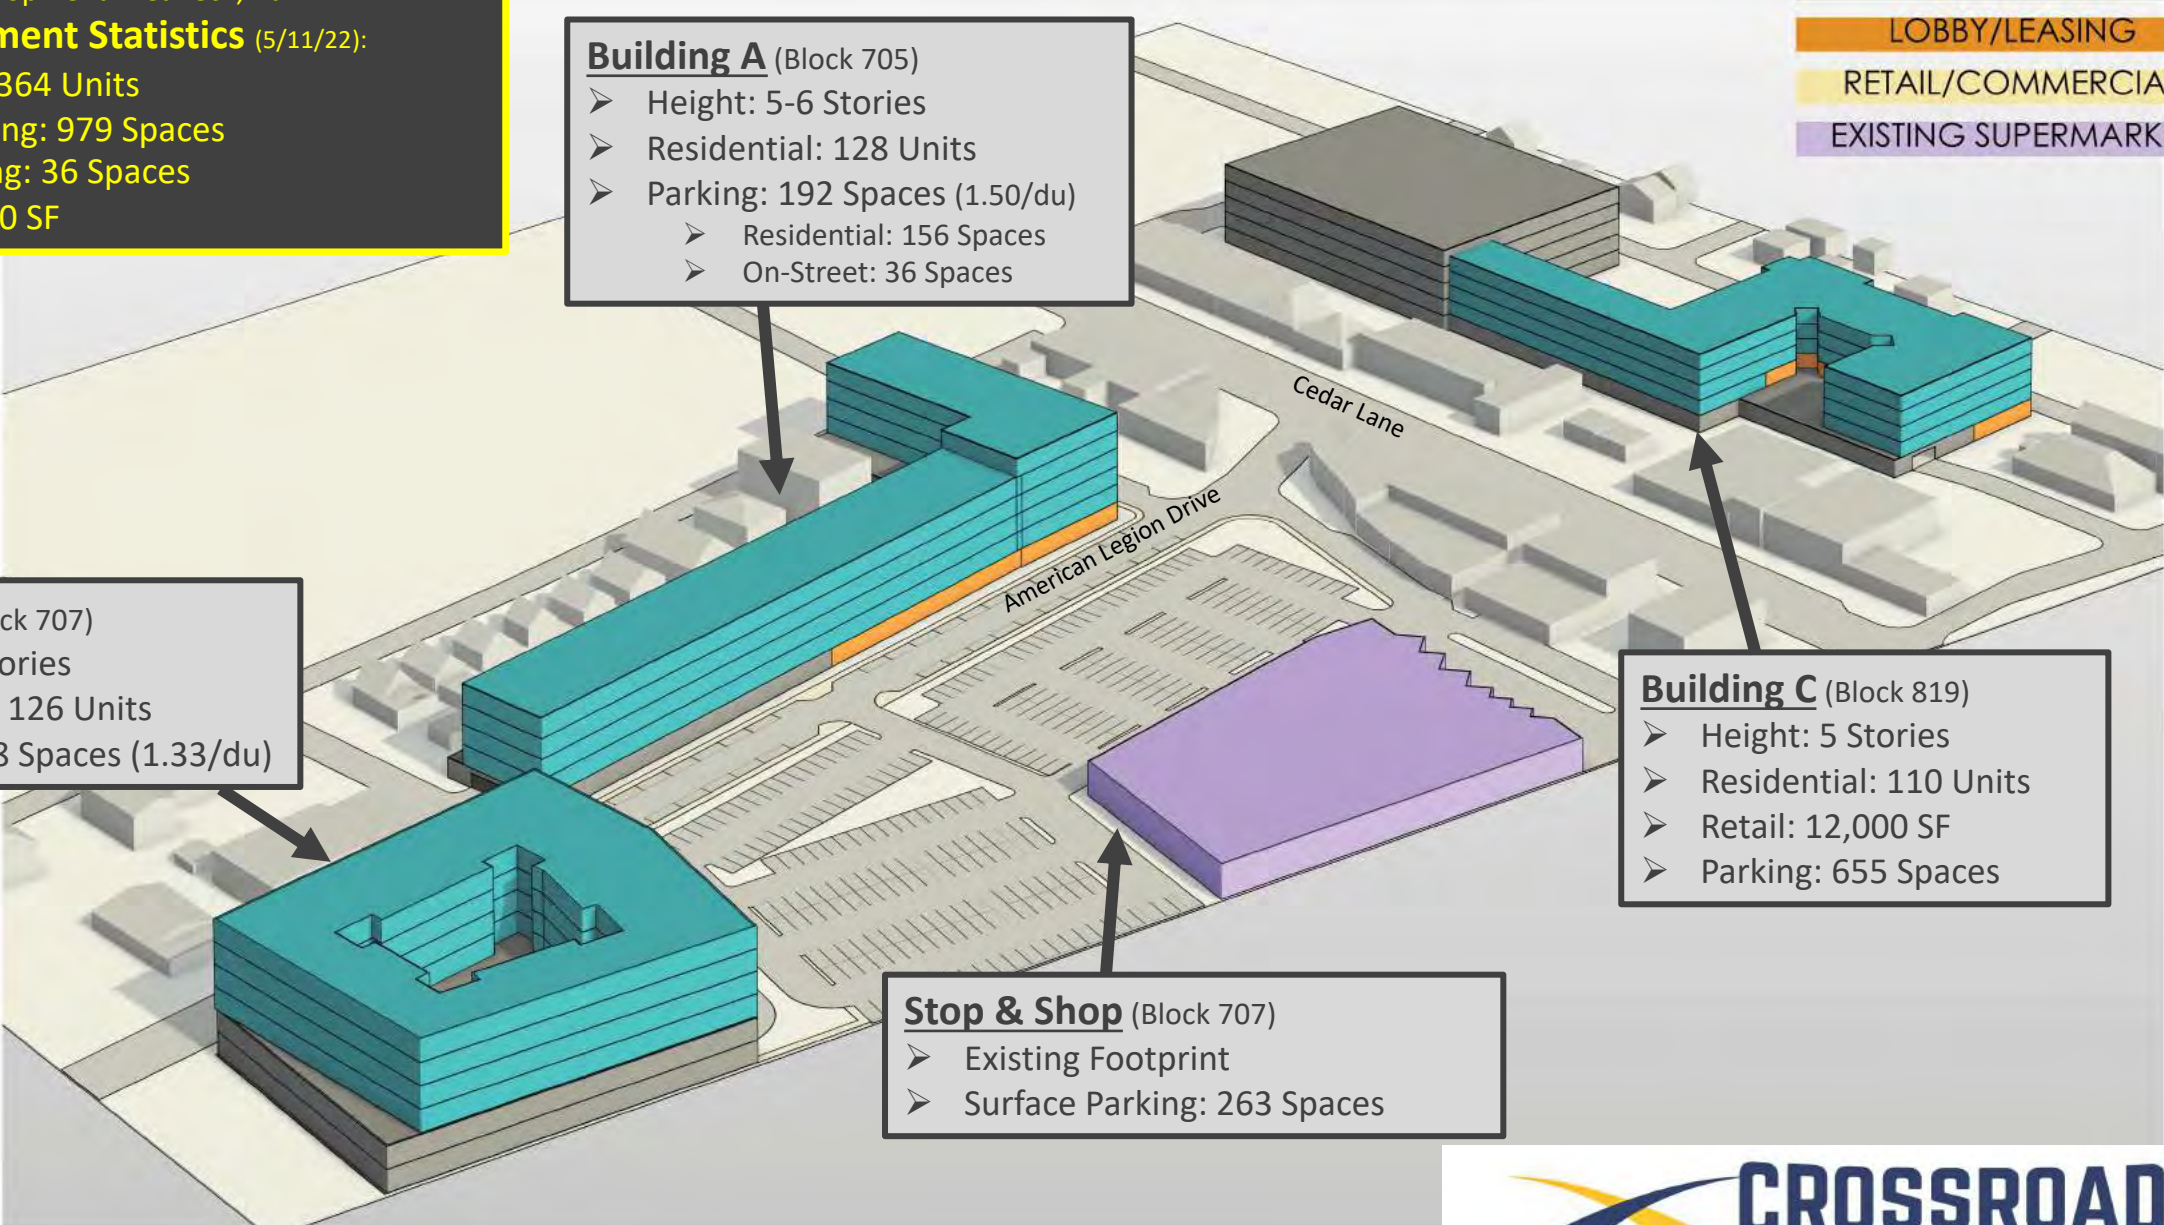 ment Statistics (5/11/22):
364 Units
ing: 979 Spaces
g: 36 Spaces
0 SF
Building A (Block 705)
➢ Height: 5-6 Stories
➢ Residential: 128 Units
➢ Parking: 192 Spaces (1.50/du)
➢ Residential: 156 Spaces
➢ On-Street: 36 Spaces
LOBBY/LEASING
RETAIL/COMMERCIA
EXISTING SUPERMARK
Cedar Lane
American Legion Drive
ck 707)
ories
126 Units
3 Spaces (1.33/du)
Building C (Block 819)
➢ Height: 5 Stories
➢ Residential: 110 Units
➢ Retail: 12,000 SF
➢ Parking: 655 Spaces
Stop & Shop (Block 707)
➢ Existing Footprint
➢ Surface Parking: 263 Spaces
CROSSROAD